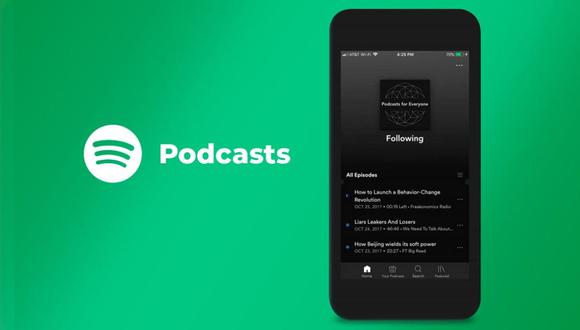 Podcasts
AT&T Wi-Fi 4:25 PM 70%
Podcasts for Everyone
Following
All Episodes
How to Launch a Behavior-Change
Revolution
OCT 25, 2017 • 00:19 Left • Freakonomics Radio
Liars Leakers And Losers
OCT 24, 2017 • 46:46 • We Need To Talk About...
How Beijing wields its soft power
OCT 23, 2017 • 22:27 • FT Big Read
Home Your Podcasts Search Featured